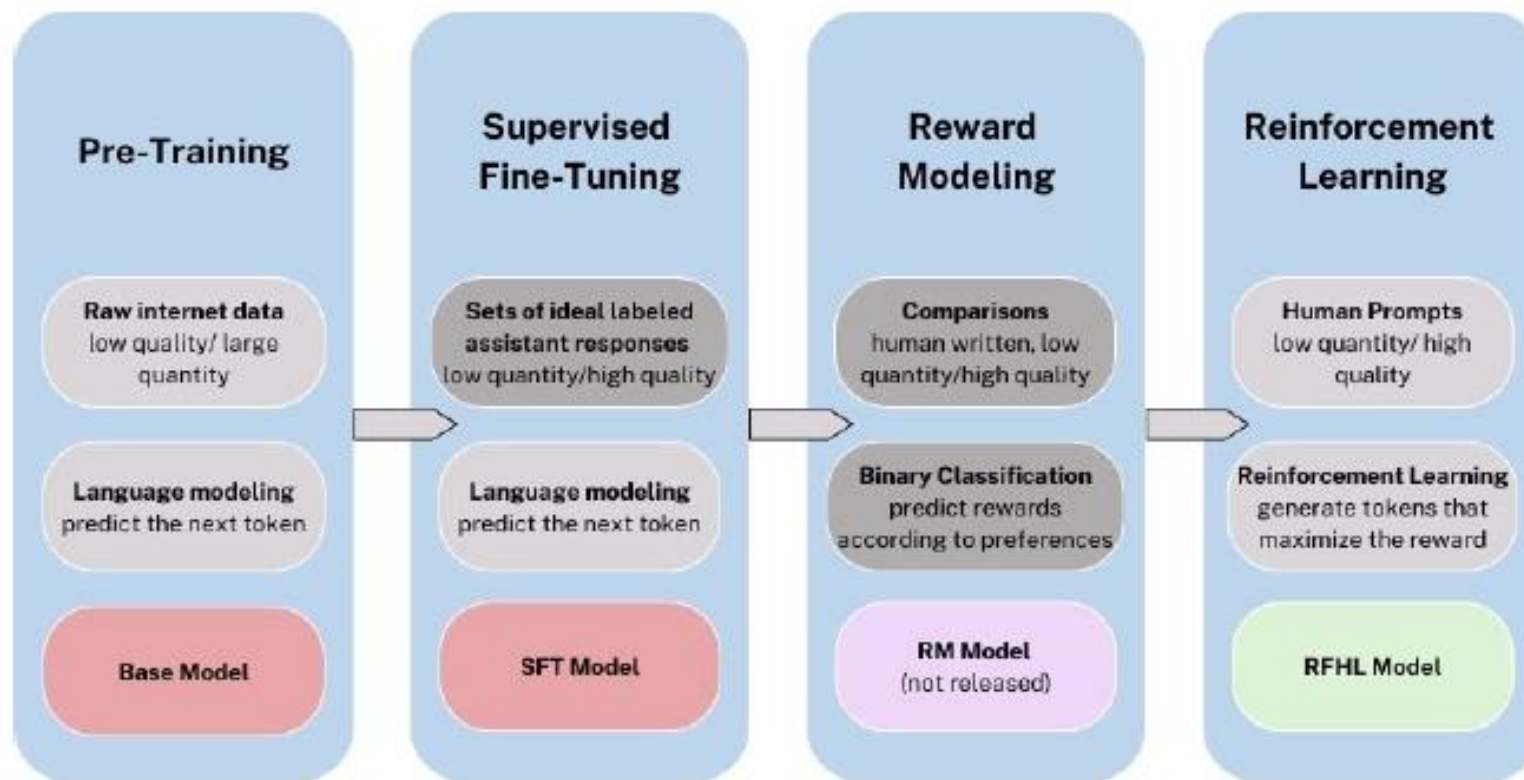 Pre-Training
Raw internet data
low quality/ large
quantity
Language modeling
predict the next token
Base Model
Supervised
Fine-Tuning
Sets of ideal labeled
assistant responses
low quantity/high quality
Language modeling
predict the next token
SFT Model
Reward
Modeling
Comparisons
human written, low
quantity/high quality
Binary Classification
predict rewards
according to preferences
RM Model
(not released)
Reinforcement
Learning
Human Prompts
low quantity/ high
quality
Reinforcement Learning
generate tokens that
maximize the reward
RFHL Model